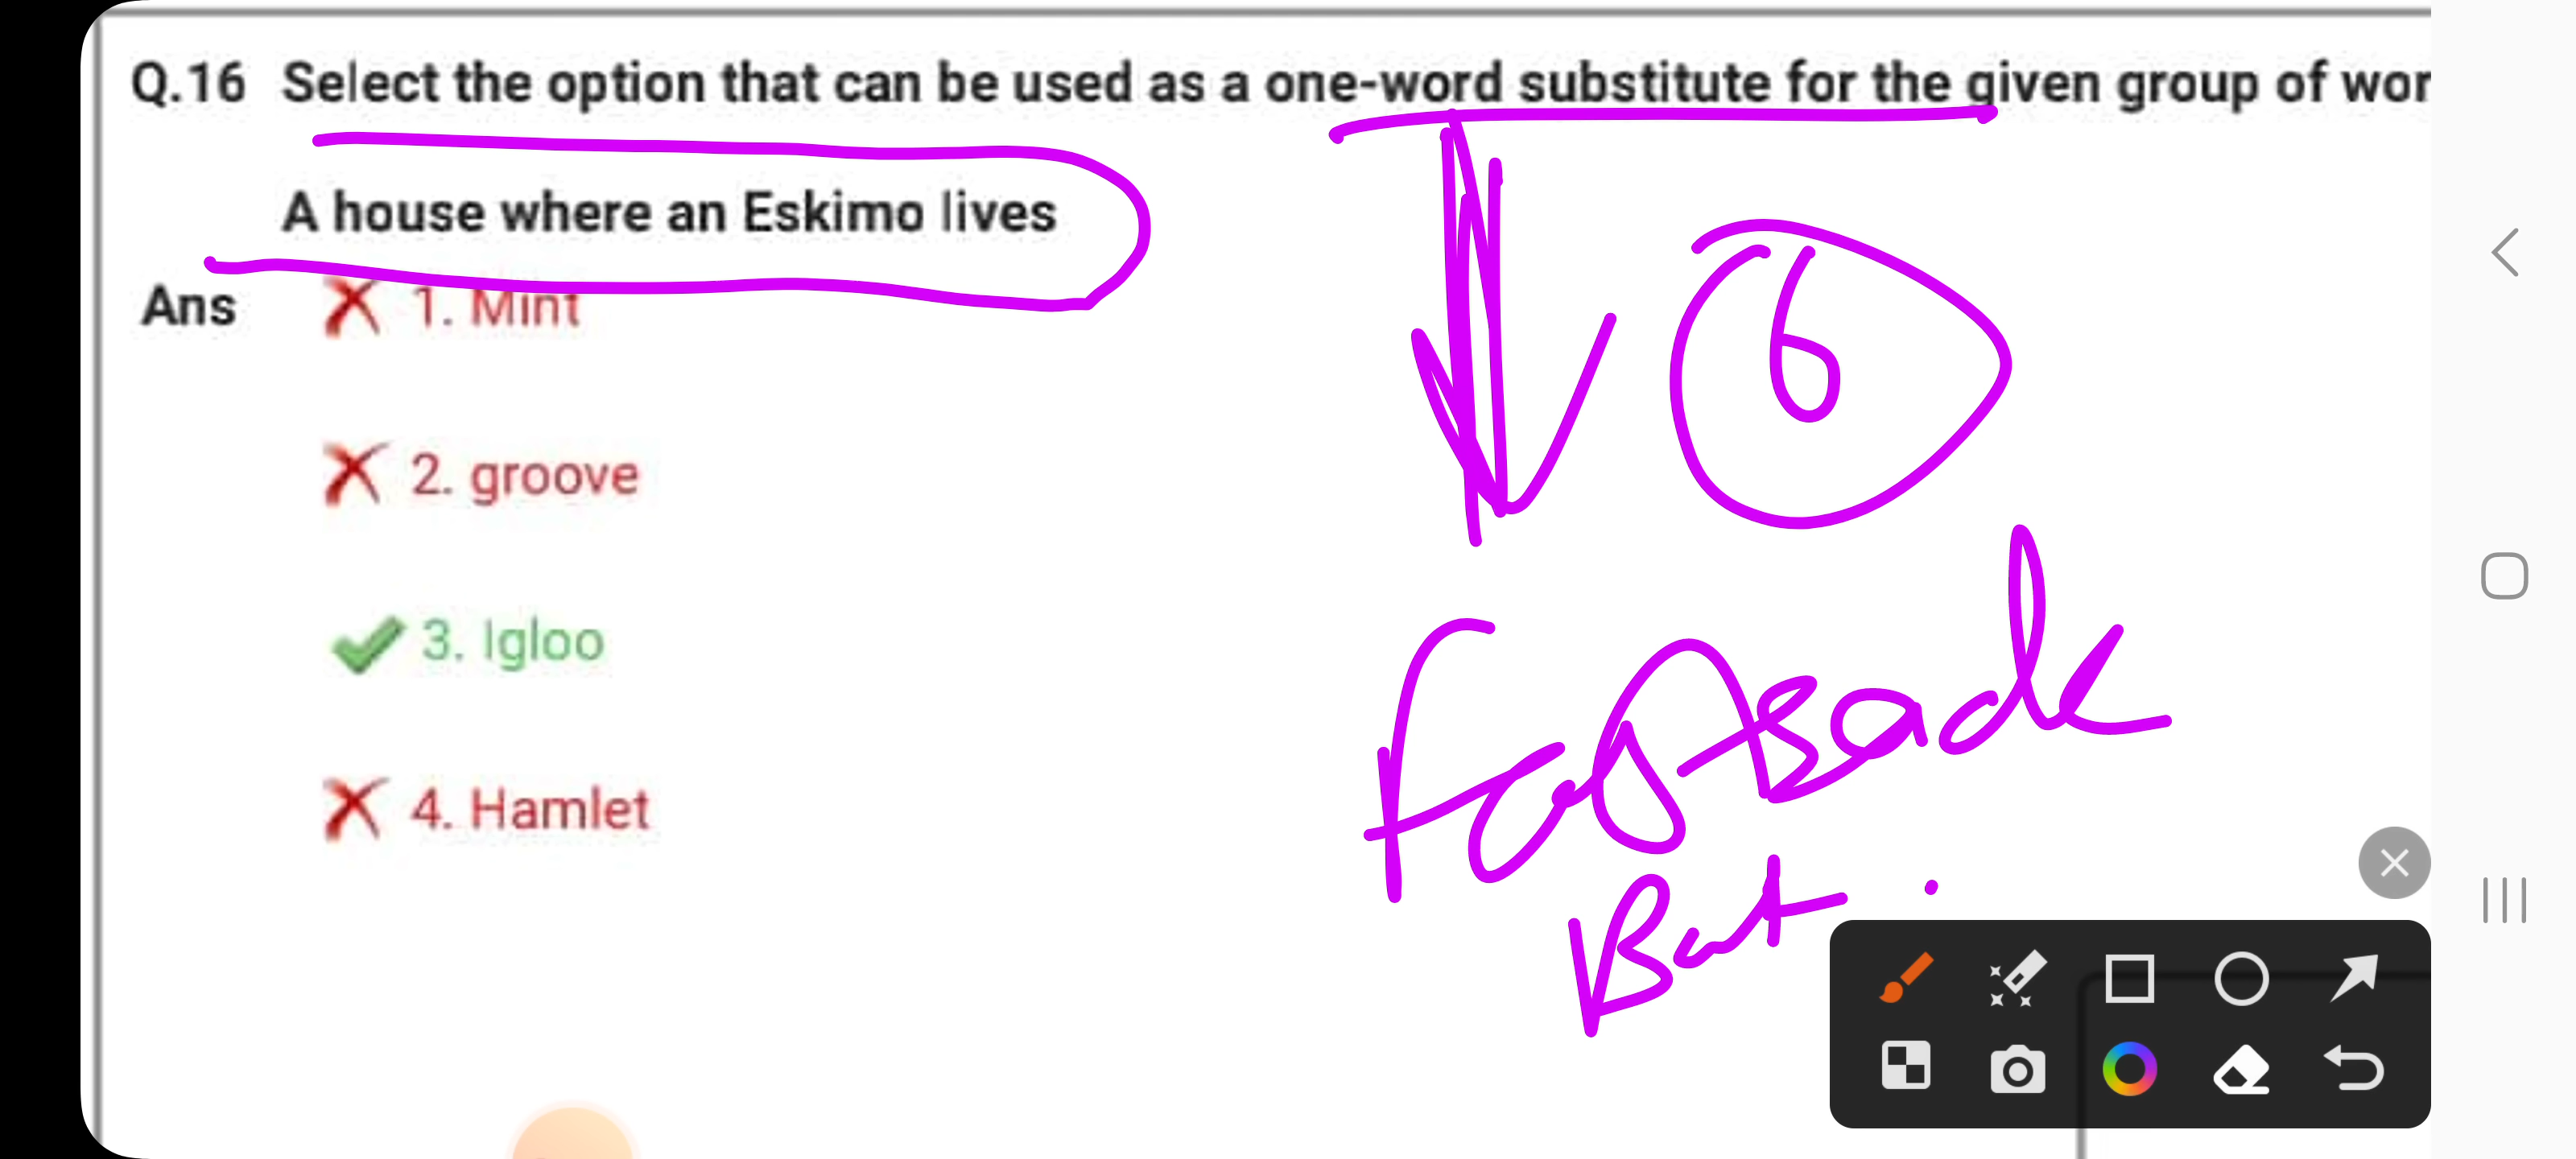 Q.16 Select the option that can be used as a one-word substitute for the given group of wor
A house where an Eskimo lives
Ans 1. Mint
2. groove
3. Igloo
4. Hamlet
6
But